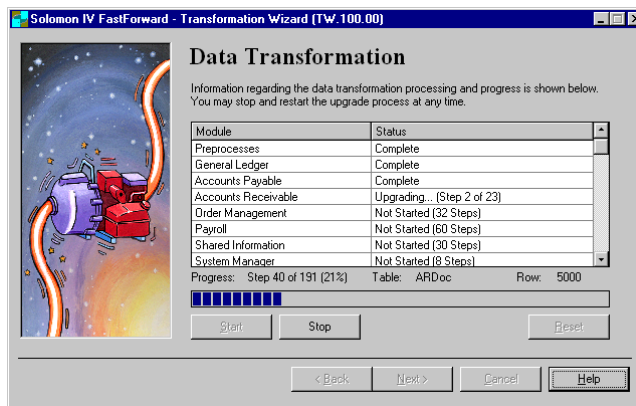 Solomon IV FastForward - Transformation Wizard (TW.100.00)
Data Transformation
Information regarding the data transformation processing and progress is shown below.
You may stop and restart the upgrade process at any time.
Module Status
Preprocesses Complete
General Ledger Complete
Accounts Payable Complete
Accounts Receivable Upgrading... (Step 2 of 23)
Order Management Not Started (32 Steps)
Payroll Not Started (60 Steps)
Shared Information Not Started (30 Steps)
System Manager Not Started (8 Steps)
Progress: Step 40 of 191 (21%) Table: ARDoc Row: 5000
Start Stop Reset
< Back Next > Cancel Help